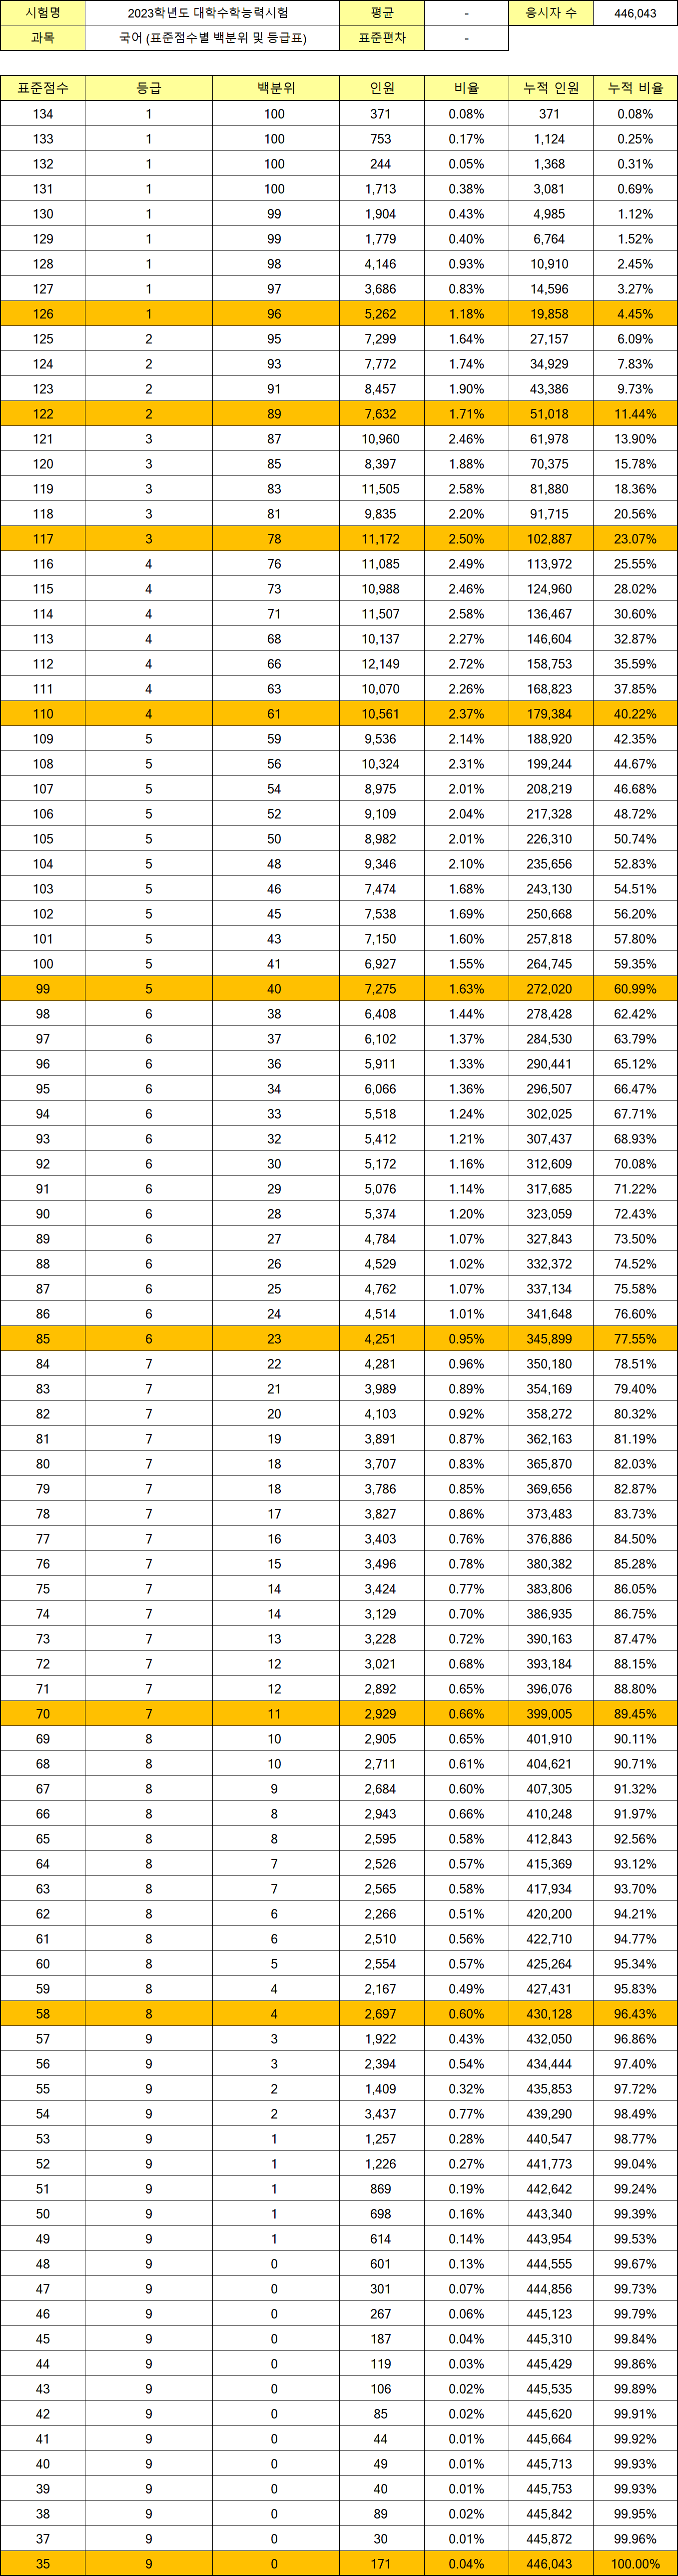 시험명 2023학년도 대학수학능력시험 평균 - 응시자 수 446,043
과목 국어 (표준점수별 백분위 및 등급표) 표준편차 -
표준점수 등급 백분위 인원 비율 누적 인원 누적 비율
134 1 100 371 0.08% 371 0.08%
133 1 100 753 0.17% 1,124 0.25%
132 1 100 244 0.05% 1,368 0.31%
131 1 100 1,713 0.38% 3,081 0.69%
130 1 99 1,904 0.43% 4,985 1.12%
129 1 99 1,779 0.40% 6,764 1.52%
128 1 98 4,146 0.93% 10,910 2.45%
127 1 97 3,686 0.83% 14,596 3.27%
126 1 96 5,262 1.18% 19,858 4.45%
125 2 95 7,299 1.64% 27,157 6.09%
124 2 93 7,772 1.74% 34,929 7.83%
123 2 91 8,457 1.90% 43,386 9.73%
122 2 89 7,632 1.71% 51,018 11.44%
121 3 87 10,960 2.46% 61,978 13.90%
120 3 85 8,397 1.88% 70,375 15.78%
119 3 83 11,505 2.58% 81,880 18.36%
118 3 81 9,835 2.20% 91,715 20.56%
117 3 78 11,172 2.50% 102,887 23.07%
116 4 76 11,085 2.49% 113,972 25.55%
115 4 73 10,988 2.46% 124,960 28.02%
114 4 71 11,507 2.58% 136,467 30.60%
113 4 68 10,137 2.27% 146,604 32.87%
112 4 66 12,149 2.72% 158,753 35.59%
111 4 63 10,070 2.26% 168,823 37.85%
110 4 61 10,561 2.37% 179,384 40.22%
109 5 59 9,536 2.14% 188,920 42.35%
108 5 56 10,324 2.31% 199,244 44.67%
107 5 54 8,975 2.01% 208,219 46.68%
106 5 52 9,109 2.04% 217,328 48.72%
105 5 50 8,982 2.01% 226,310 50.74%
104 5 48 9,346 2.10% 235,656 52.83%
103 5 46 7,474 1.68% 243,130 54.51%
102 5 45 7,538 1.69% 250,668 56.20%
101 5 43 7,150 1.60% 257,818 57.80%
100 5 41 6,927 1.55% 264,745 59.35%
99 5 40 7,275 1.63% 272,020 60.99%
98 6 38 6,408 1.44% 278,428 62.42%
97 6 37 6,102 1.37% 284,530 63.79%
96 6 36 5,911 1.33% 290,441 65.12%
95 6 34 6,066 1.36% 296,507 66.47%
94 6 33 5,518 1.24% 302,025 67.71%
93 6 32 5,412 1.21% 307,437 68.93%
92 6 30 5,172 1.16% 312,609 70.08%
91 6 29 5,076 1.14% 317,685 71.22%
90 6 28 5,374 1.20% 323,059 72.43%
89 6 27 4,784 1.07% 327,843 73.50%
88 6 26 4,529 1.02% 332,372 74.52%
87 6 25 4,762 1.07% 337,134 75.58%
86 6 24 4,514 1.01% 341,648 76.60%
85 6 23 4,251 0.95% 345,899 77.55%
84 7 22 4,281 0.96% 350,180 78.51%
83 7 21 3,989 0.89% 354,169 79.40%
82 7 20 4,103 0.92% 358,272 80.32%
81 7 19 3,891 0.87% 362,163 81.19%
80 7 18 3,707 0.83% 365,870 82.03%
79 7 18 3,786 0.85% 369,656 82.87%
78 7 17 3,827 0.86% 373,483 83.73%
77 7 16 3,403 0.76% 376,886 84.50%
76 7 15 3,496 0.78% 380,382 85.28%
75 7 14 3,424 0.77% 383,806 86.05%
74 7 14 3,129 0.70% 386,935 86.75%
73 7 13 3,228 0.72% 390,163 87.47%
72 7 12 3,021 0.68% 393,184 88.15%
71 7 12 2,892 0.65% 396,076 88.80%
70 7 11 2,929 0.66% 399,005 89.45%
69 8 10 2,905 0.65% 401,910 90.11%
68 8 10 2,711 0.61% 404,621 90.71%
67 8 9 2,684 0.60% 407,305 91.32%
66 8 8 2,943 0.66% 410,248 91.97%
65 8 8 2,595 0.58% 412,843 92.56%
64 8 7 2,526 0.57% 415,369 93.12%
63 8 7 2,565 0.58% 417,934 93.70%
62 8 6 2,266 0.51% 420,200 94.21%
61 8 6 2,510 0.56% 422,710 94.77%
60 8 5 2,554 0.57% 425,264 95.34%
59 8 4 2,167 0.49% 427,431 95.83%
58 8 4 2,697 0.60% 430,128 96.43%
57 9 3 1,922 0.43% 432,050 96.86%
56 9 3 2,394 0.54% 434,444 97.40%
55 9 2 1,409 0.32% 435,853 97.72%
54 9 2 3,437 0.77% 439,290 98.49%
53 9 1 1,257 0.28% 440,547 98.77%
52 9 1 1,226 0.27% 441,773 99.04%
51 9 1 869 0.19% 442,642 99.24%
50 9 1 698 0.16% 443,340 99.39%
49 9 1 614 0.14% 443,954 99.53%
48 9 0 601 0.13% 444,555 99.67%
47 9 0 301 0.07% 444,856 99.73%
46 9 0 267 0.06% 445,123 99.79%
45 9 0 187 0.04% 445,310 99.84%
44 9 0 119 0.03% 445,429 99.86%
43 9 0 106 0.02% 445,535 99.89%
42 9 0 85 0.02% 445,620 99.91%
41 9 0 44 0.01% 445,664 99.92%
40 9 0 49 0.01% 445,713 99.93%
39 9 0 40 0.01% 445,753 99.93%
38 9 0 89 0.02% 445,842 99.95%
37 9 0 30 0.01% 445,872 99.96%
35 9 0 171 0.04% 446,043 100.00%